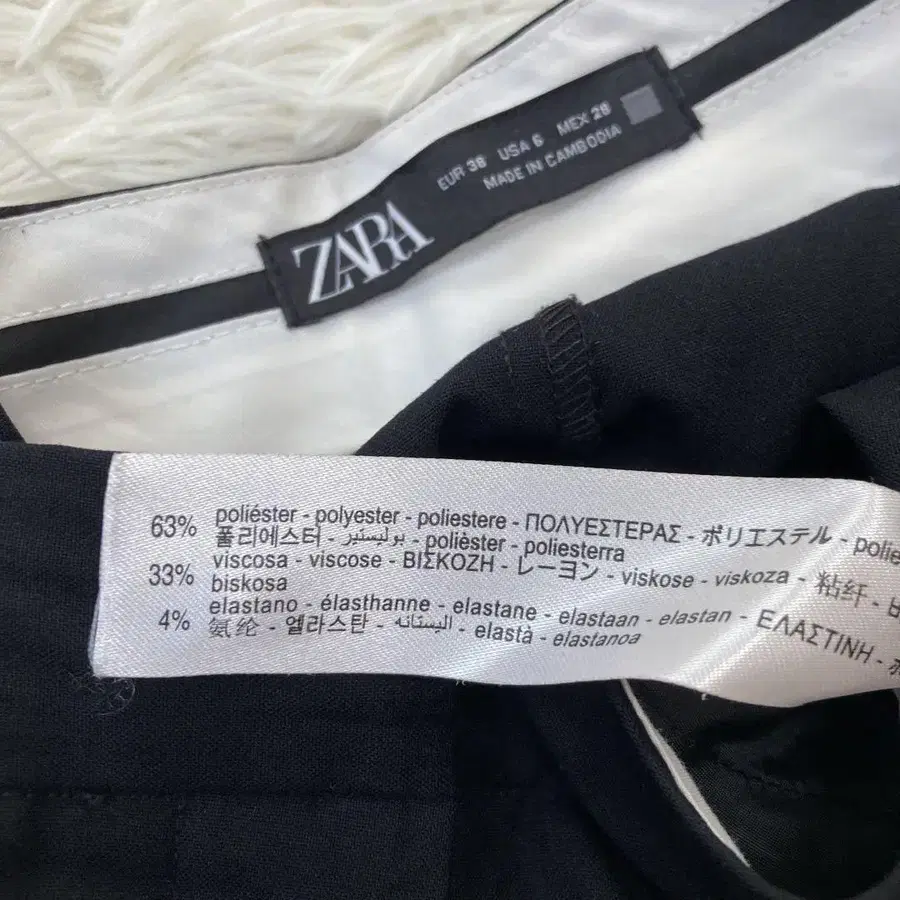 ZARA
EUR 38 USA 6 MEX 28
MADE IN CAMBODIA
63% poliéster - polyester - poliestere - ΠΟΛΥΕΣΤΕΡΑΣ - ポリエステル - polie
폴리에스터 - بوليستير - polièster - poliesterra
33% viscosa - viscose - ΒΙΣΚΟΖΗ - レーヨン - viskose - viskoza - 粘纤 -
biskosa
4% elastano - élasthanne - elastane - elastaan - elastan - ΕΛΑΣΤΙΝΗ -
氨纶 - 엘라스탄 - الیستانه - elastà - elastanoa